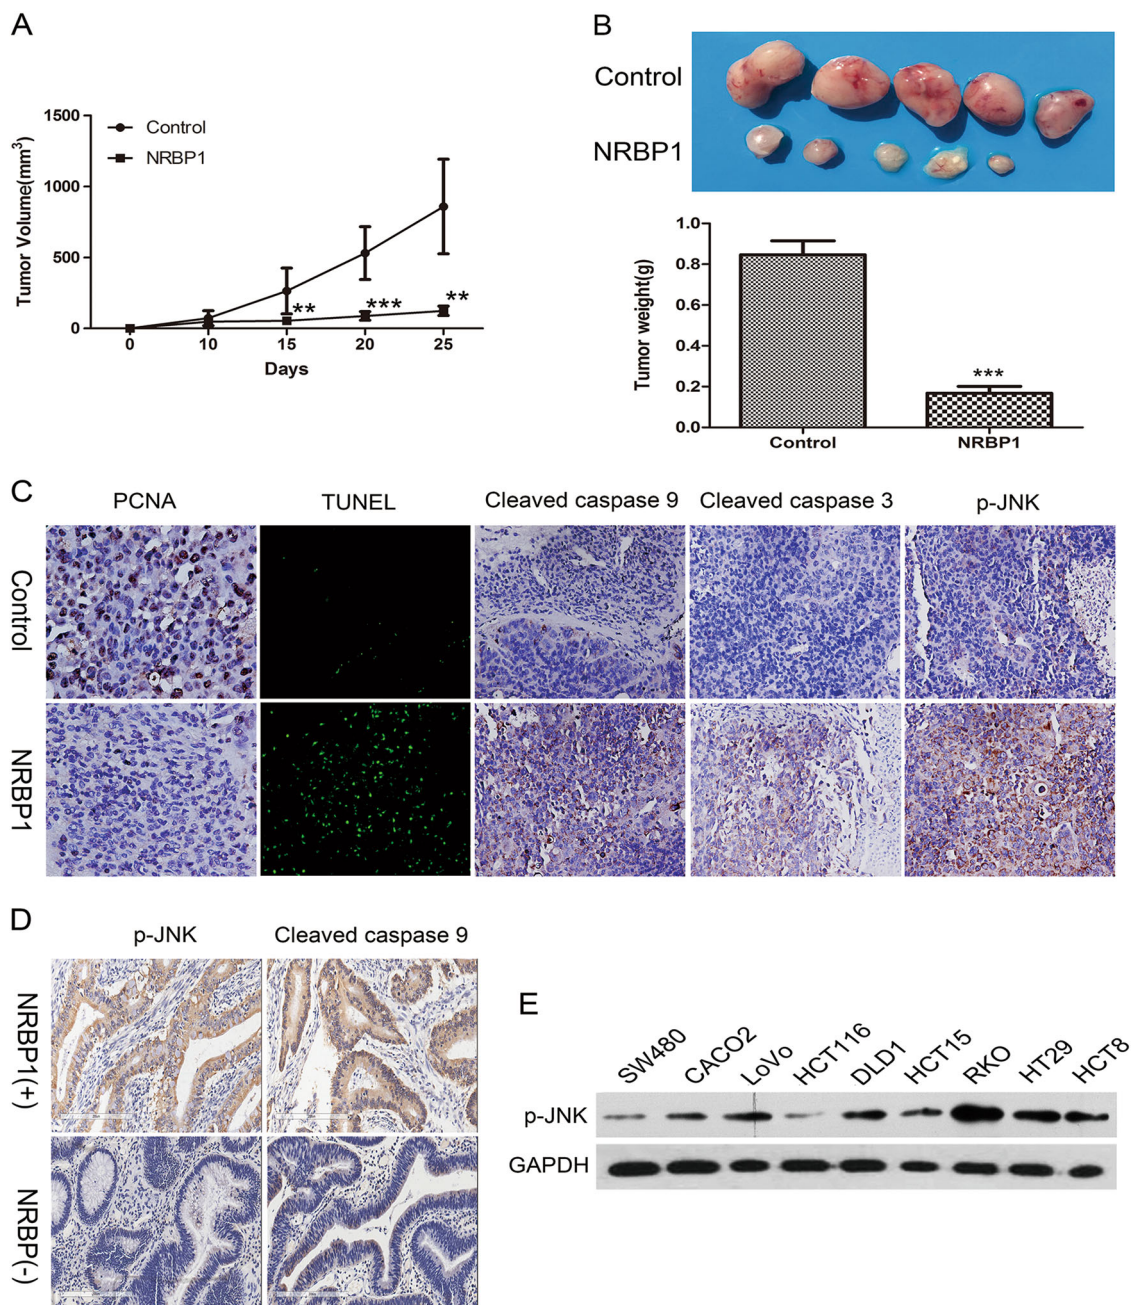 A
1500
1000
500
0
Tumor Volume(mm³)
Control
NRBP1
**
***
**
0 10 15 20 25
Days
B
Control
NRBP1
1.0
0.8
0.6
0.4
0.2
0.0
Tumor weight(g)
***
Control NRBP1
C
PCNA TUNEL Cleaved caspase 9 Cleaved caspase 3 p-JNK
Control
NRBP1
D
p-JNK Cleaved caspase 9
NRBP1(+)
NRBP(-)
E
SW480 CACO2 LoVo HCT116 DLD1 HCT15 RKO HT29 HCT8
p-JNK
GAPDH